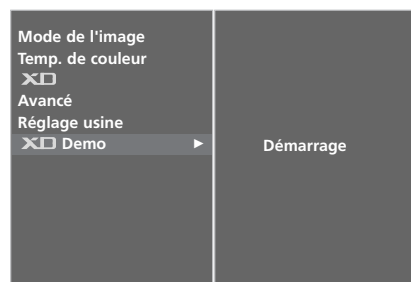 Mode de l'image
Temp. de couleur
XD
Avancé
Réglage usine
XD Demo ►
Démarrage